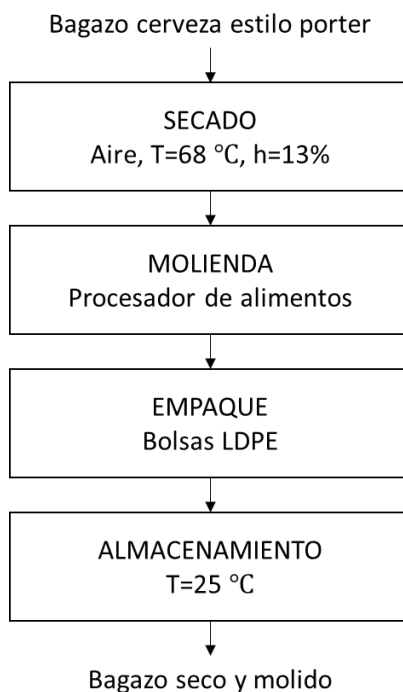 Bagazo cerveza estilo porter
SECADO
Aire, T=68 ℃, h=13%
MOLIENDA
Procesador de alimentos
EMPAQUE
Bolsas LDPE
ALMACENAMIENTO
T=25 ℃
Bagazo seco y molido